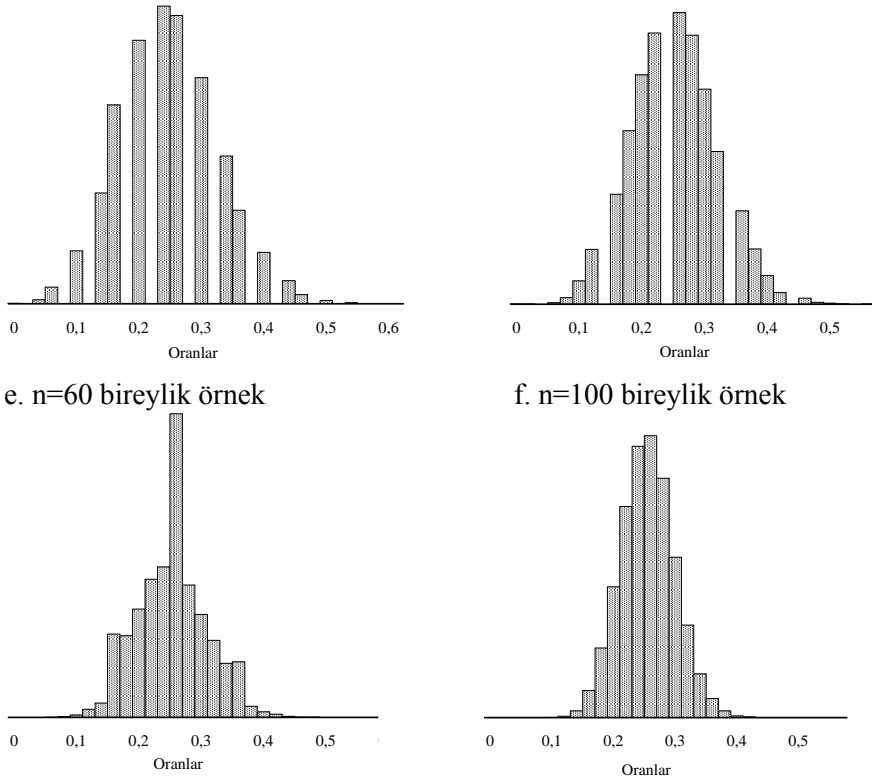 0 0,1 0,2 0,3 0,4 0,5 0,6
Oranlar
0 0,1 0,2 0,3 0,4 0,5
Oranlar
e. n=60 bireylik örnek
f. n=100 bireylik örnek
0 0,1 0,2 0,3 0,4 0,5
Oranlar
0 0,1 0,2 0,3 0,4 0,5
Oranlar